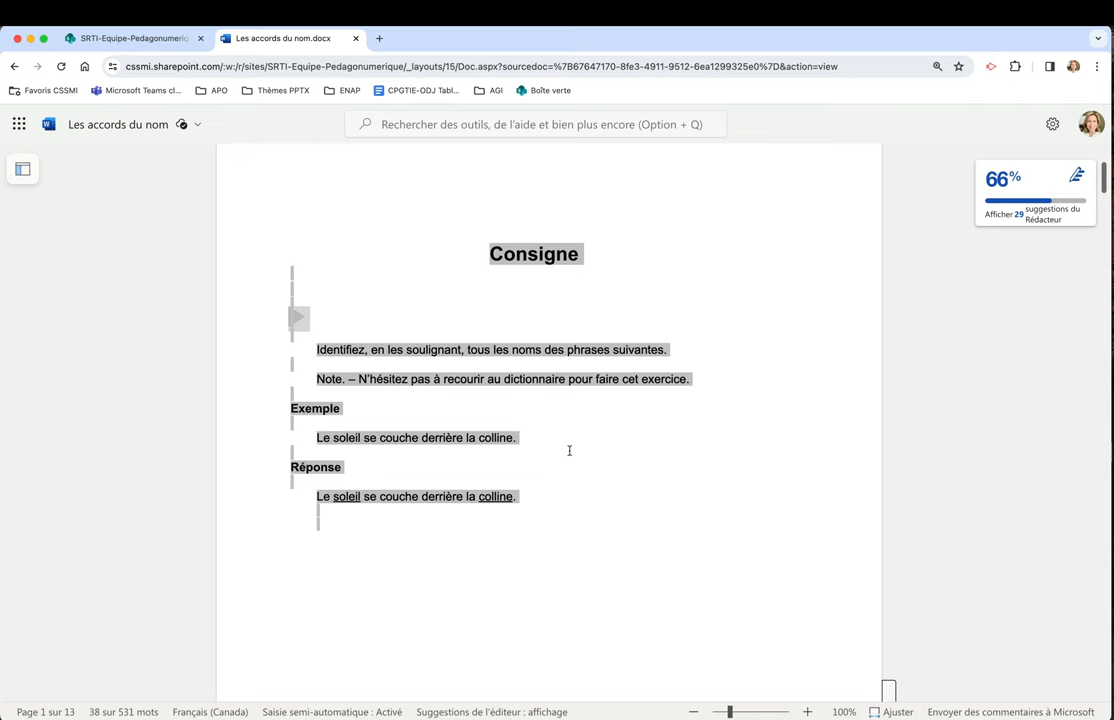 SRTI-Equipe-Pedagonumeriq
Les accords du nom.docx
cssmi.sharepoint.com/:w:/r/sites/SRTI-Equipe-Pedagonumerique/_layouts/15/Doc.aspx?sourcedoc=%7B67647170-8fe3-4911-9512-6ea1299325e0%7D&action=view
Favoris CSSMI
Microsoft Teams cl...
APO
Thèmes PPTX
ENAP
CPGTIE-ODJ Tabl...
AGI
Boîte verte
Les accords du nom
Rechercher des outils, de l'aide et bien plus encore (Option + Q)
66%
Afficher 29 suggestions du Rédacteur
Consigne
Identifiez, en les soulignant, tous les noms des phrases suivantes.
Note. – N'hésitez pas à recourir au dictionnaire pour faire cet exercice.
Exemple
Le soleil se couche derrière la colline.
Réponse
Le soleil se couche derrière la colline.
Page 1 sur 13
38 sur 531 mots
Français (Canada)
Saisie semi-automatique : Activé
Suggestions de l'éditeur : affichage
100%
Ajuster
Envoyer des commentaires à Microsoft